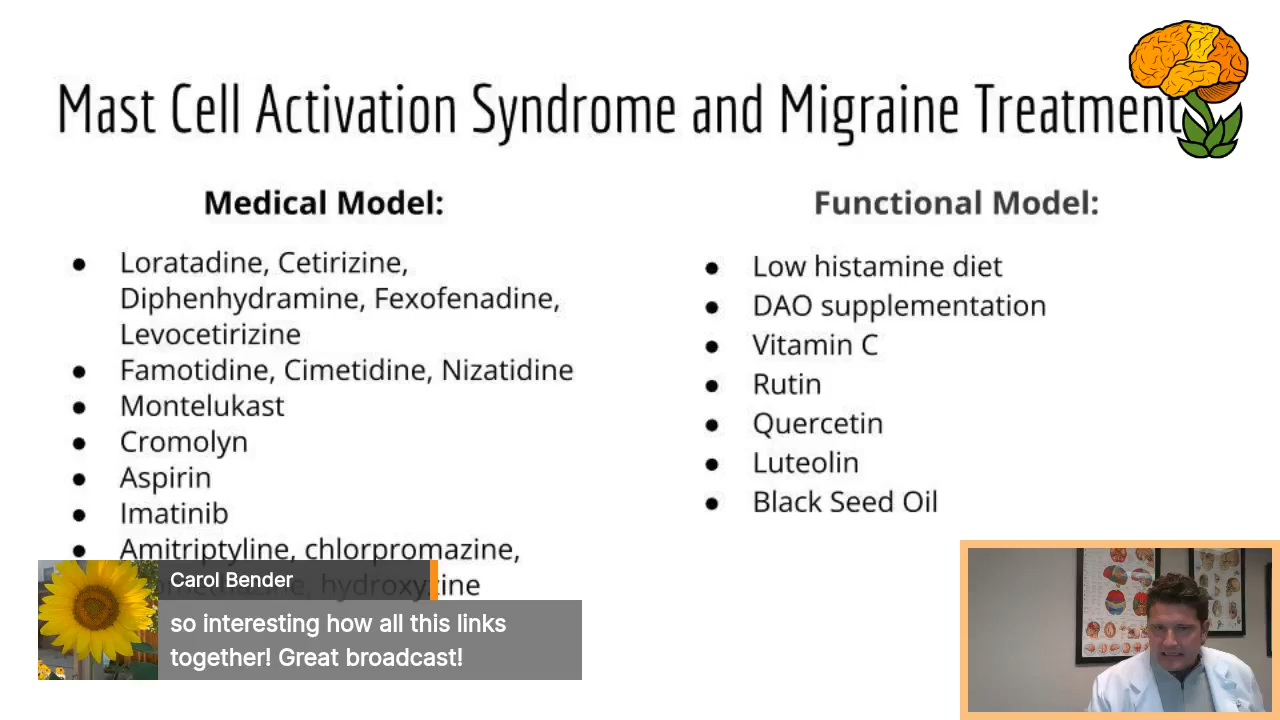 Mast Cell Activation Syndrome and Migraine Treatment
Medical Model:
● Loratadine, Cetirizine,
Diphenhydramine, Fexofenadine,
Levocetirizine
● Famotidine, Cimetidine, Nizatidine
● Montelukast
● Cromolyn
● Aspirin
● Imatinib
● Amitriptyline, chlorpromazine,
hydroxyzine
Functional Model:
● Low histamine diet
● DAO supplementation
● Vitamin C
● Rutin
● Quercetin
● Luteolin
● Black Seed Oil
Carol Bender
so interesting how all this links
together! Great broadcast!